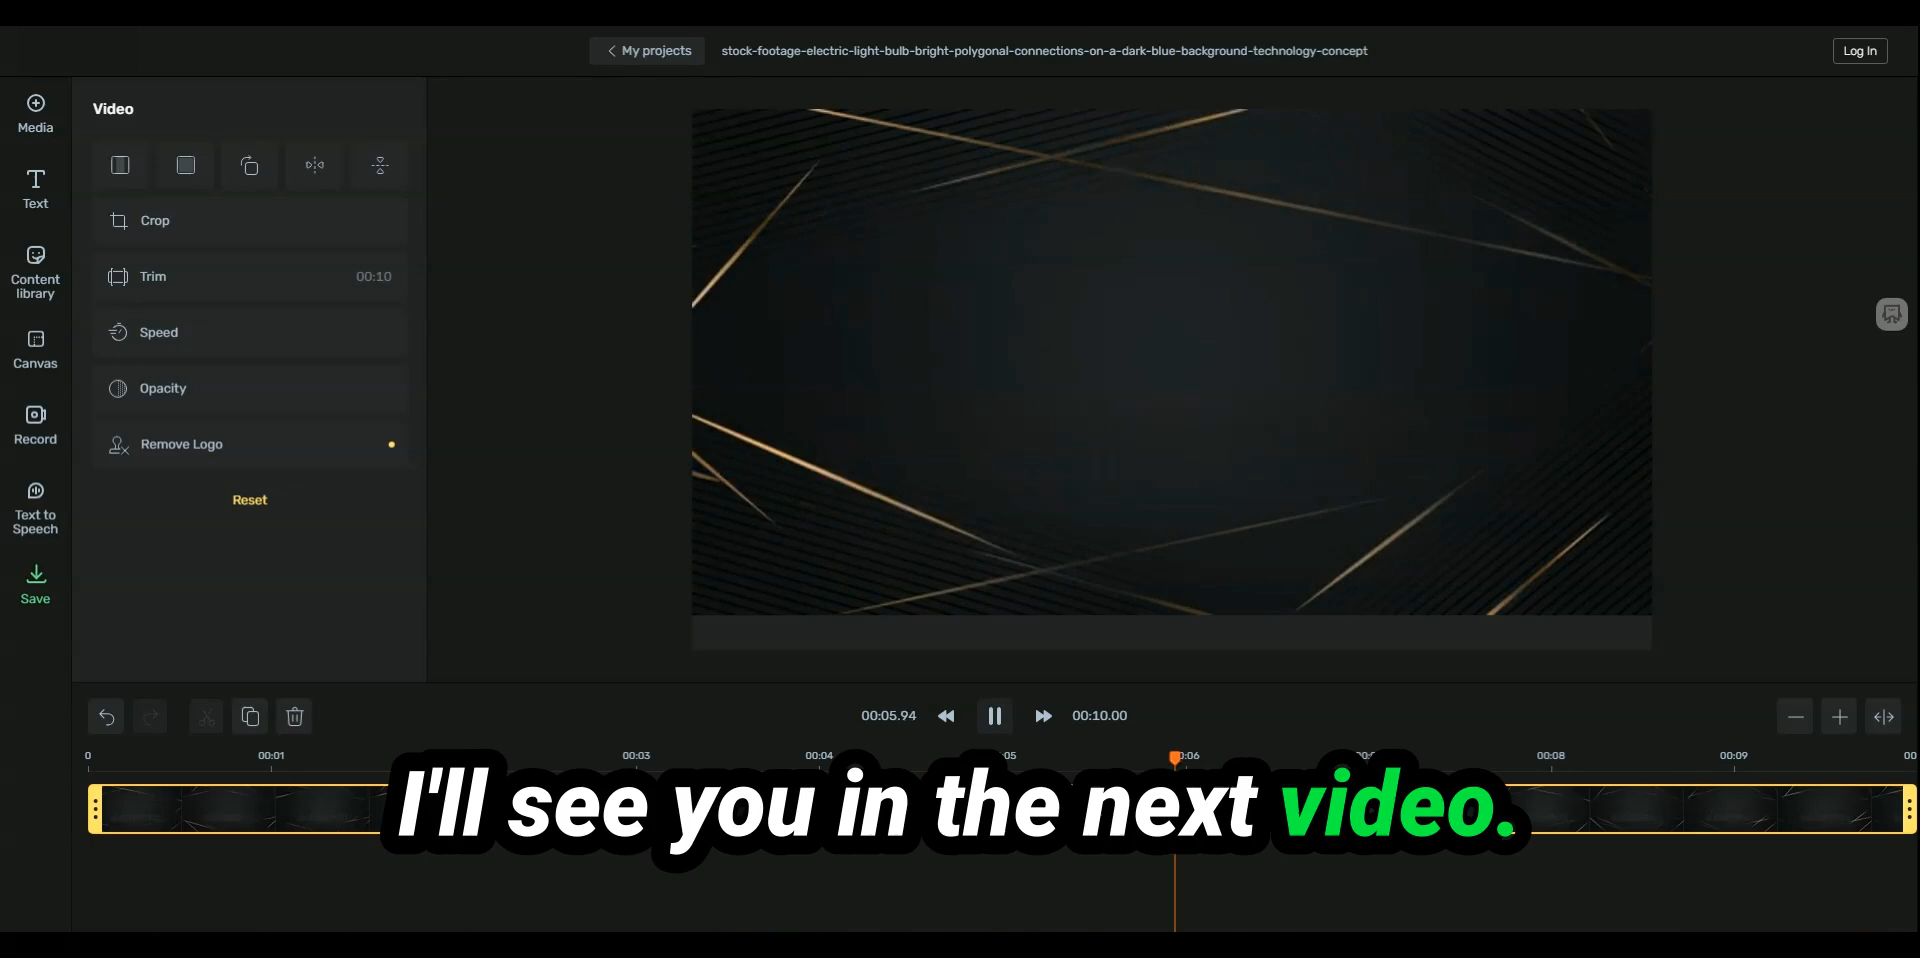 My projects
stock-footage-electric-light-bulb-bright-polygonal-connections-on-a-dark-blue-background-technology-concept
Log In
Media
Text
Content
library
Canvas
Record
Text to
Speech
Save
Video
Crop
Trim 00:10
Speed
Opacity
Remove Logo
Reset
00:05.94
00:10.00
0 00:01 00:03 00:04 00:06 00:08 00:09
I'll see you in the next video.